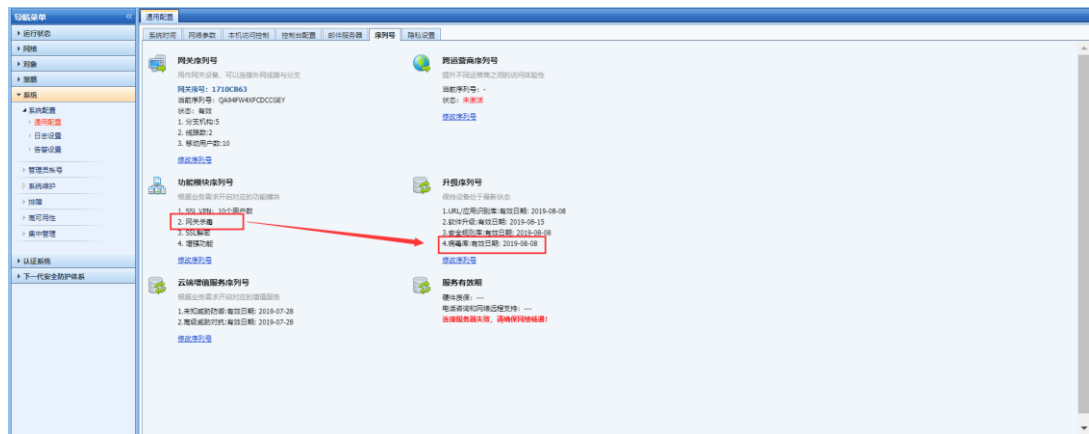 导航菜单
通用配置
运行状态
网络
对象
策略
系统
系统配置
通用配置
日志设置
告警设置
管理员帐号
系统维护
排障
高可用性
集中管理
认证系统
下一代安全防护体系
系统时间 网络参数 本机访问控制 控制台配置 邮件服务器 序列号 隐私设置
网关序列号
用作网关设备，可以连接外网线路与分支
网关序号：1710CB63
当前序列号：
状态：有效
1. 分支机构:5
2. 线路数:2
3. 移动用户数:10
修改序列号
跨运营商序列号
提升不同运营商之间的访问体验性
当前序列号：-
状态：未激活
修改序列号
功能模块序列号
根据业务需求开启对应的功能模块
1. SSL VPN：10个用户数
2. 网关杀毒
3. SSL解密
4. 增强功能
修改序列号
升级序列号
保持设备处于最新状态
1.URL/应用识别库:有效日期: 2019-08-08
2.软件升级:有效日期: 2019-08-15
3.安全规则库:有效日期: 2019-08-08
4.病毒库:有效日期: 2019-08-08
修改序列号
云端增值服务序列号
根据业务需求开启对应的增值服务
1.未知威胁防御:有效日期: 2019-07-28
2.高级威胁对抗:有效日期: 2019-07-28
修改序列号
服务有效期
硬件质保：---
电话咨询和网络远程支持：---
连接服务器失败，请确保网络畅通！